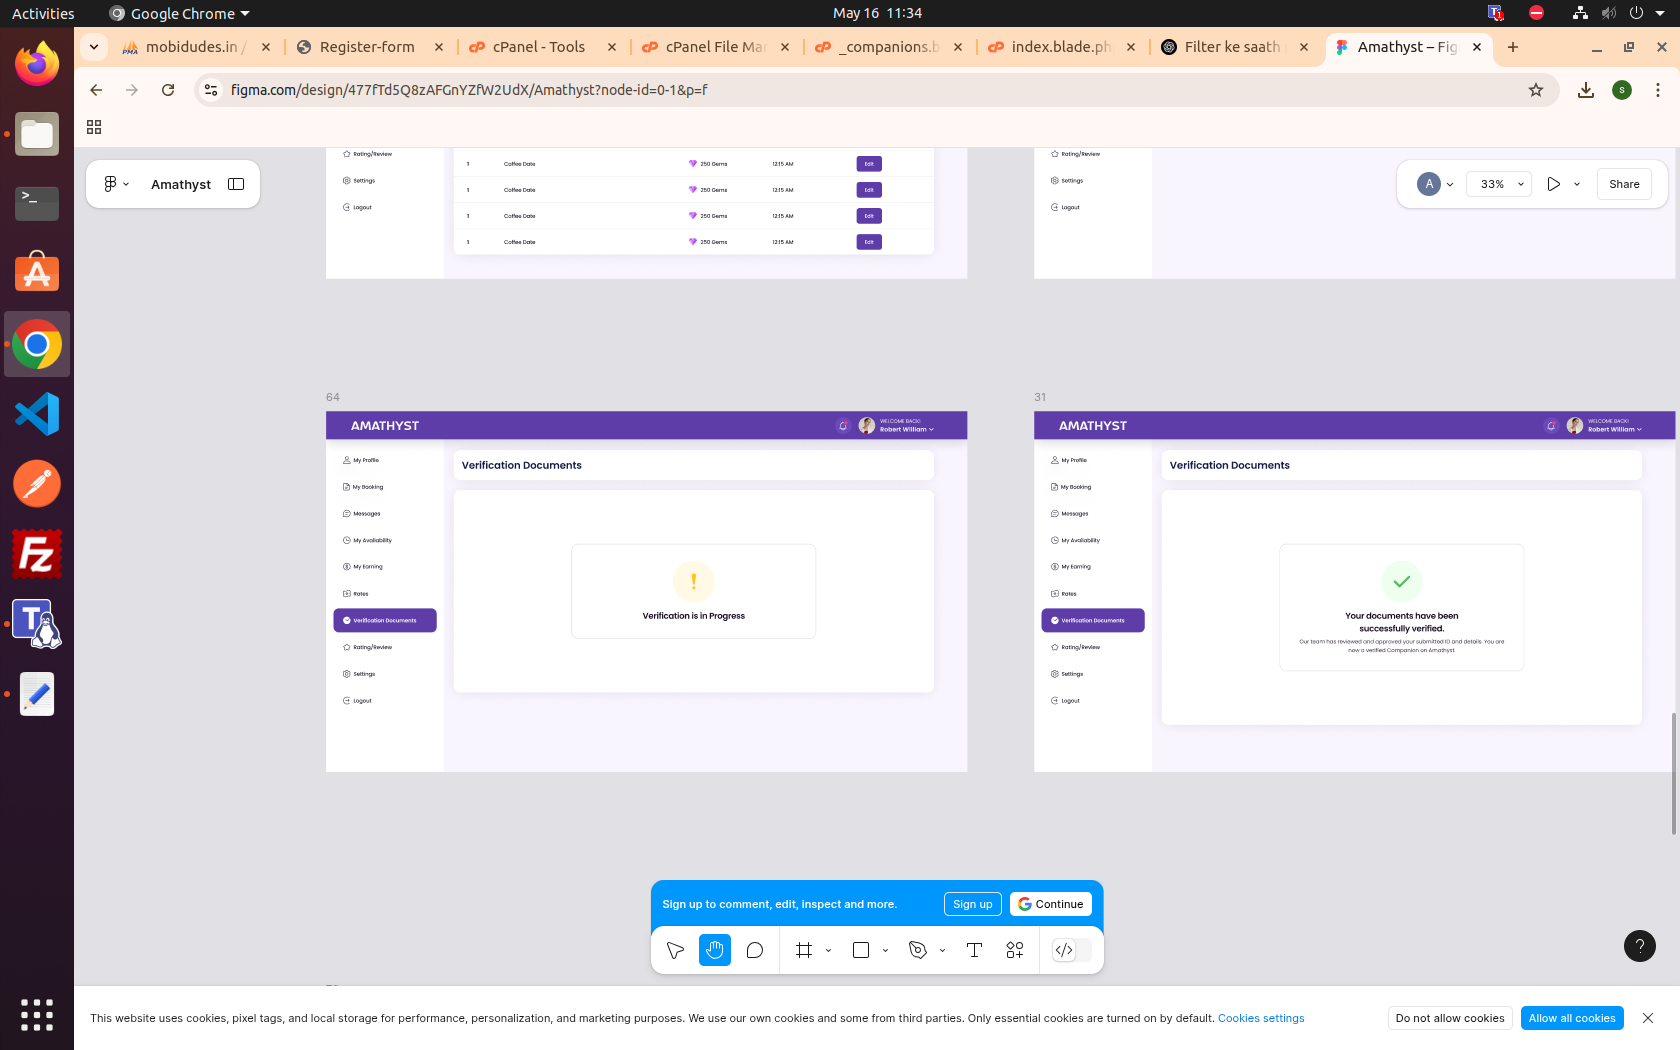 Activities
Google Chrome
May 16 11:34
mobidudes.in /
Register-form
cPanel - Tools
cPanel File Mar
_companions.b
index.blade.ph
Filter ke saath
Amathyst – Fig
figma.com/design/477fTd5Q8zAFGnYZfW2UdX/Amathyst?node-id=0-1&p=f
S
Amathyst
A
33%
Share
Rating/Review
Settings
Logout
1 Coffee Date 250 Gems 12:15 AM Edit
1 Coffee Date 250 Gems 12:15 AM Edit
1 Coffee Date 250 Gems 12:15 AM Edit
1 Coffee Date 250 Gems 12:15 AM Edit
Rating/Review
Settings
Logout
64
AMATHYST
WELCOME BACK!
Robert William
My Profile
My Booking
Messages
My Availability
My Earning
Rates
Verification Documents
Rating/Review
Settings
Logout
Verification Documents
Verification is in Progress
31
AMATHYST
WELCOME BACK!
Robert William
My Profile
My Booking
Messages
My Availability
My Earning
Rates
Verification Documents
Rating/Review
Settings
Logout
Verification Documents
Your documents have been
successfully verified.
Our team has reviewed and approved your submitted ID and details. You are
now a verified Companion on Amathyst.
Sign up to comment, edit, inspect and more.
Sign up
Continue
?
This website uses cookies, pixel tags, and local storage for performance, personalization, and marketing purposes. We use our own cookies and some from third parties. Only essential cookies are turned on by default. Cookies settings
Do not allow cookies
Allow all cookies